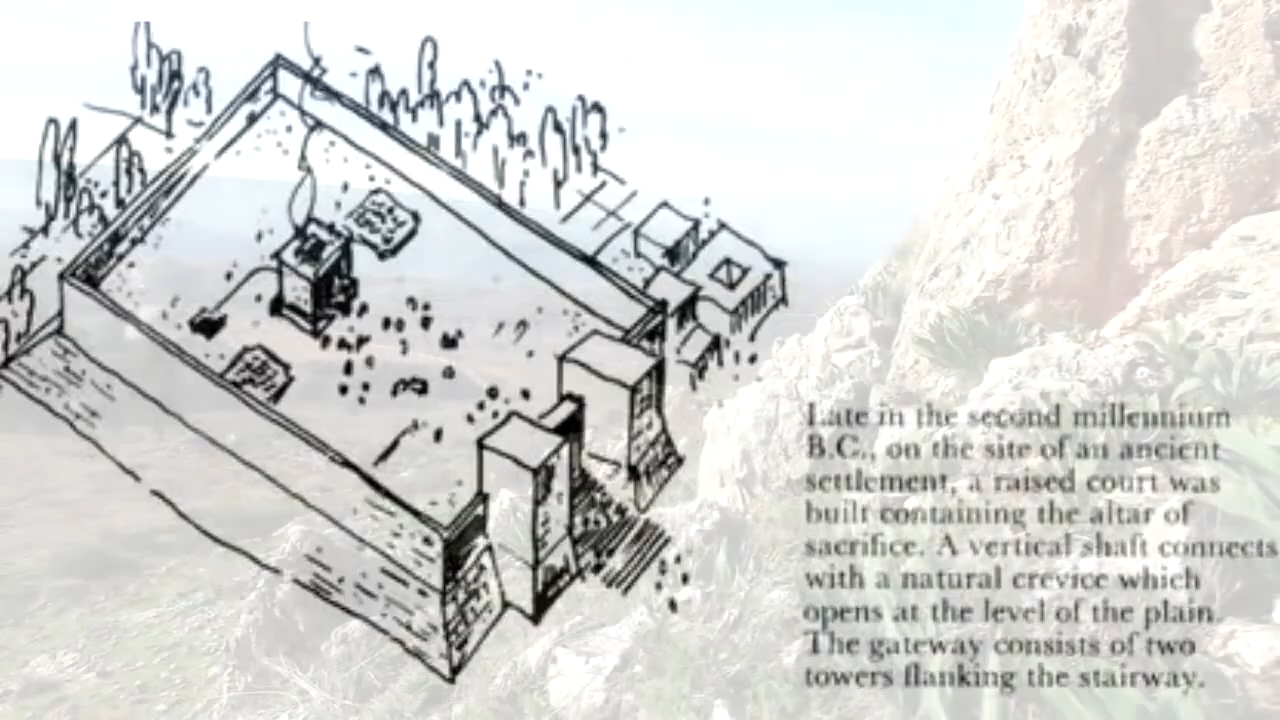 Late in the second millennium
B.C., on the site of an ancient
settlement, a raised court was
built containing the altar of
sacrifice. A vertical shaft connects
with a natural crevice which
opens at the level of the plain.
The gateway consists of two
towers flanking the stairway.